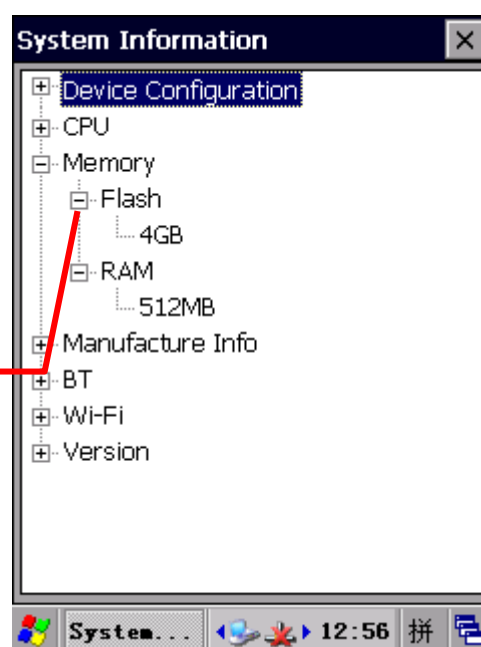 System Information
Device Configuration
CPU
Memory
Flash
4GB
RAM
512MB
Manufacture Info
BT
Wi-Fi
Version
System... 12:56 拼